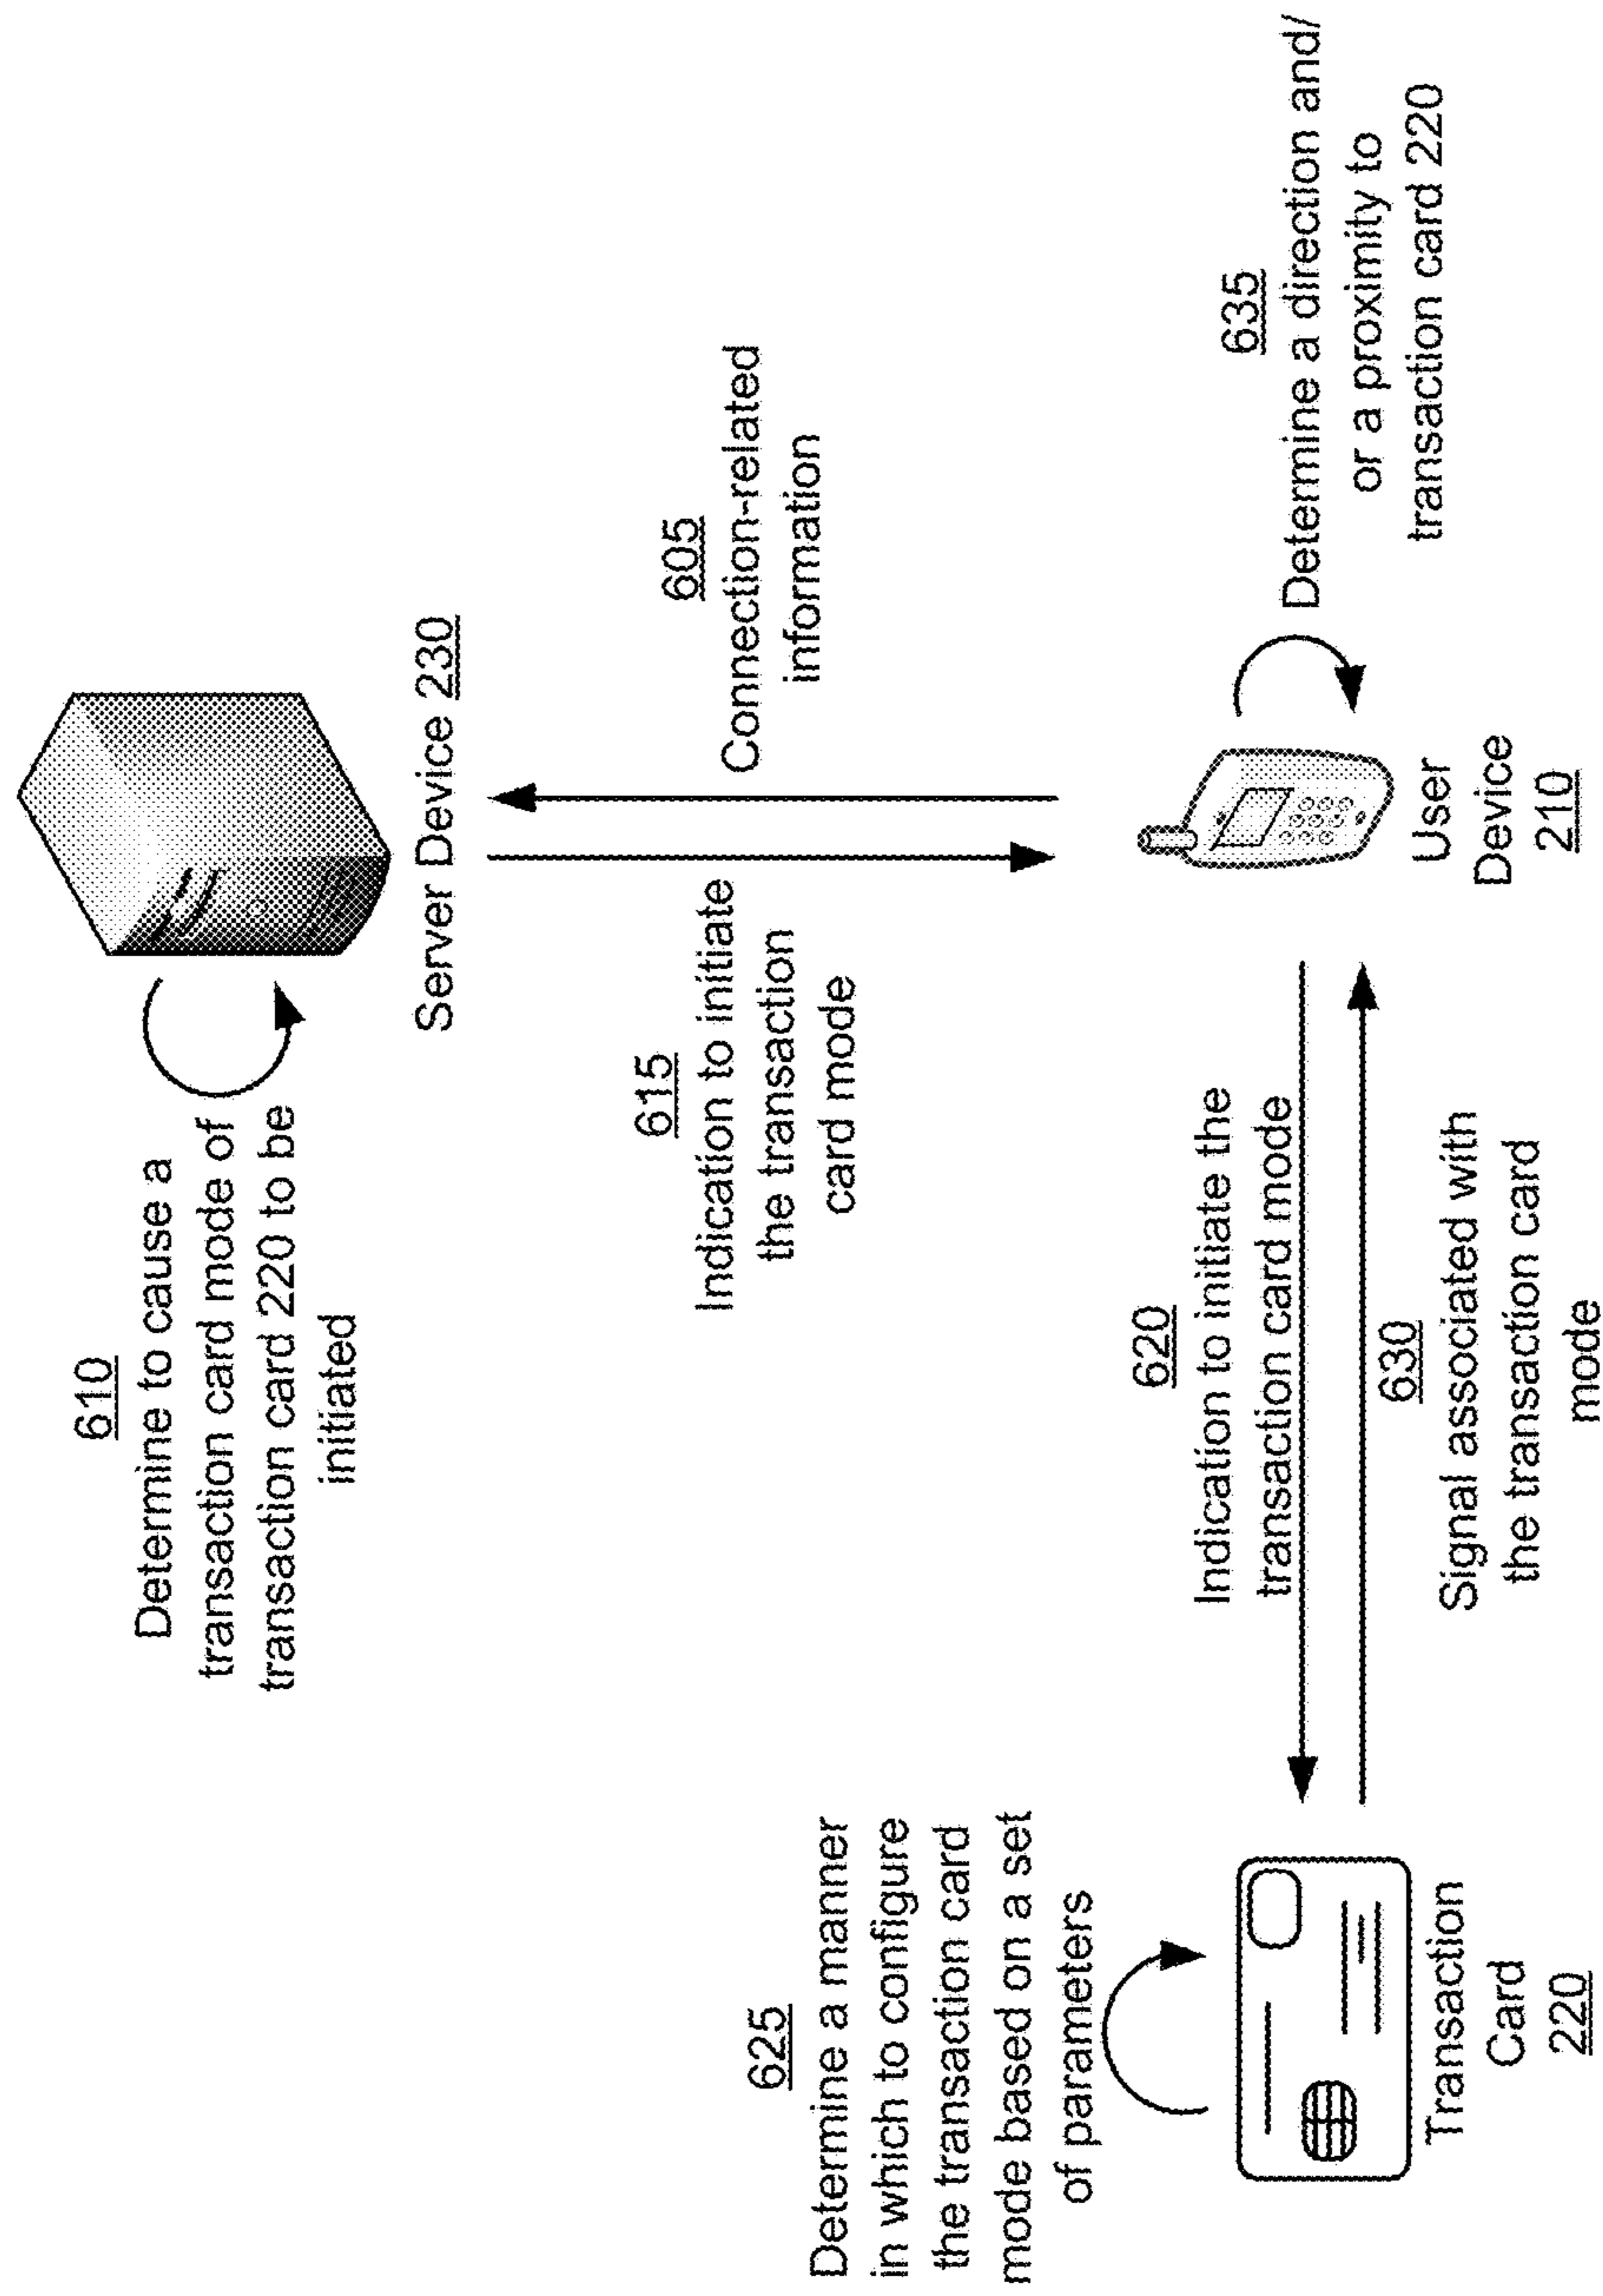 610
Determine to cause a
transaction card mode of
transaction card 220 to be
initiated
Server Device 230
615
Indication to initiate
the transaction
card mode
605
Connection-related
information
625
Determine a manner
in which to configure
the transaction card
mode based on a set
of parameters
620
Indication to initiate the
transaction card mode
630
Signal associated with
the transaction card
mode
635
Determine a direction and/
or a proximity to
transaction card 220
Transaction
Card
220
User
Device
210